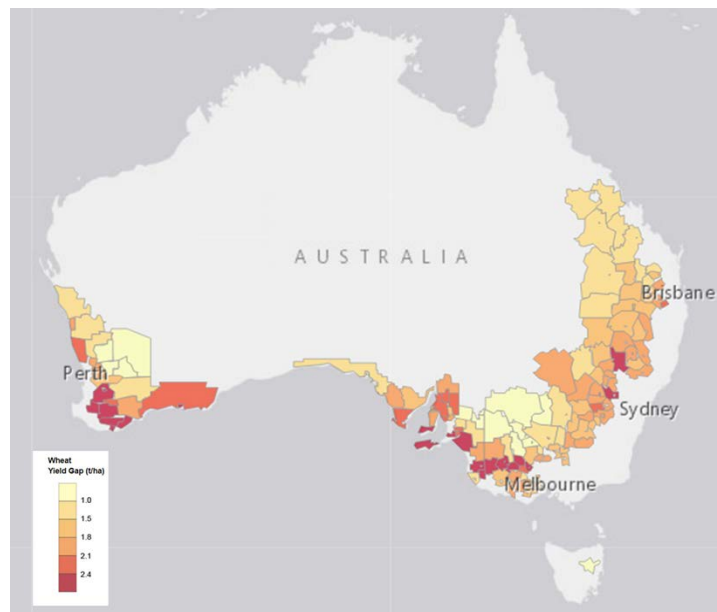 AUSTRALIA
Brisbane
Perth
Sydney
Melbourne
Wheat
Yield Gap (t/ha)
1.0
1.5
1.8
2.1
2.4